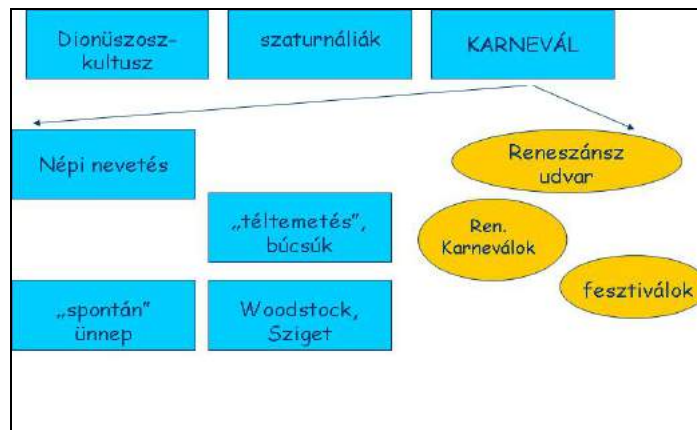 Dionüszosz-
kultusz
szaturnáliák
KARNEVÁL
Népi nevetés
Reneszánsz
udvar
„téltemetés”,
búcsúk
Ren.
Karneválok
fesztiválok
„spontán”
ünnep
Woodstock,
Sziget